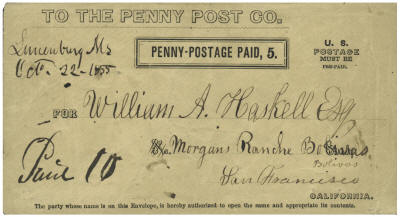 TO THE PENNY POST CO.
Lunenburg Ms
Oct. 22-1855
PENNY-POSTAGE PAID, 5.
U. S.
POSTAGE
MUST BE
PRE-PAID.
FOR William A. Haskell Esq
Morgans Ranche
Bolinas
Paid 10
San Francisco
CALIFORNIA.
The party whose name is on this Envelope, is hereby authorized to open the same and appropriate its contents.